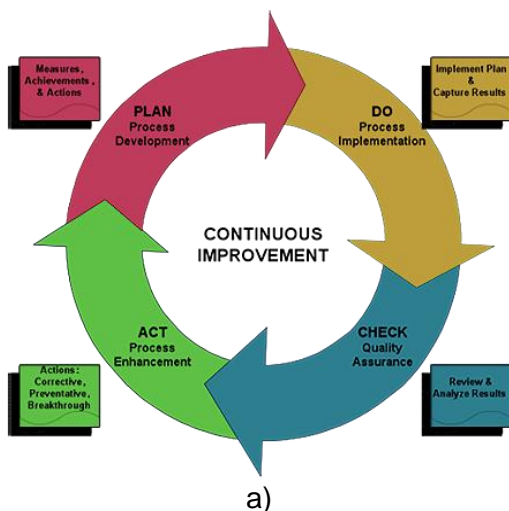 Measures,
Achievements,
& Actions
PLAN
Process
Development
DO
Process
Implementation
Implement Plan
&
Capture Results
CONTINUOUS
IMPROVEMENT
ACT
Process
Enhancement
CHECK
Quality
Assurance
Actions:
Corrective,
Preventative,
Breakthrough
Review &
Analyze Results
a)